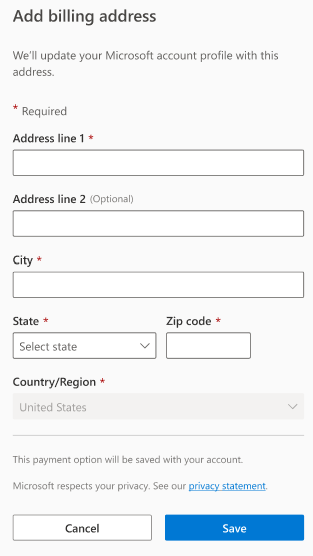 Add billing address
We'll update your Microsoft account profile with this
address.
* Required
Address line 1 *
Address line 2 (Optional)
City *
State * Zip code *
Select state
Country/Region *
United States
This payment option will be saved with your account.
Microsoft respects your privacy. See our privacy statement.
Cancel Save